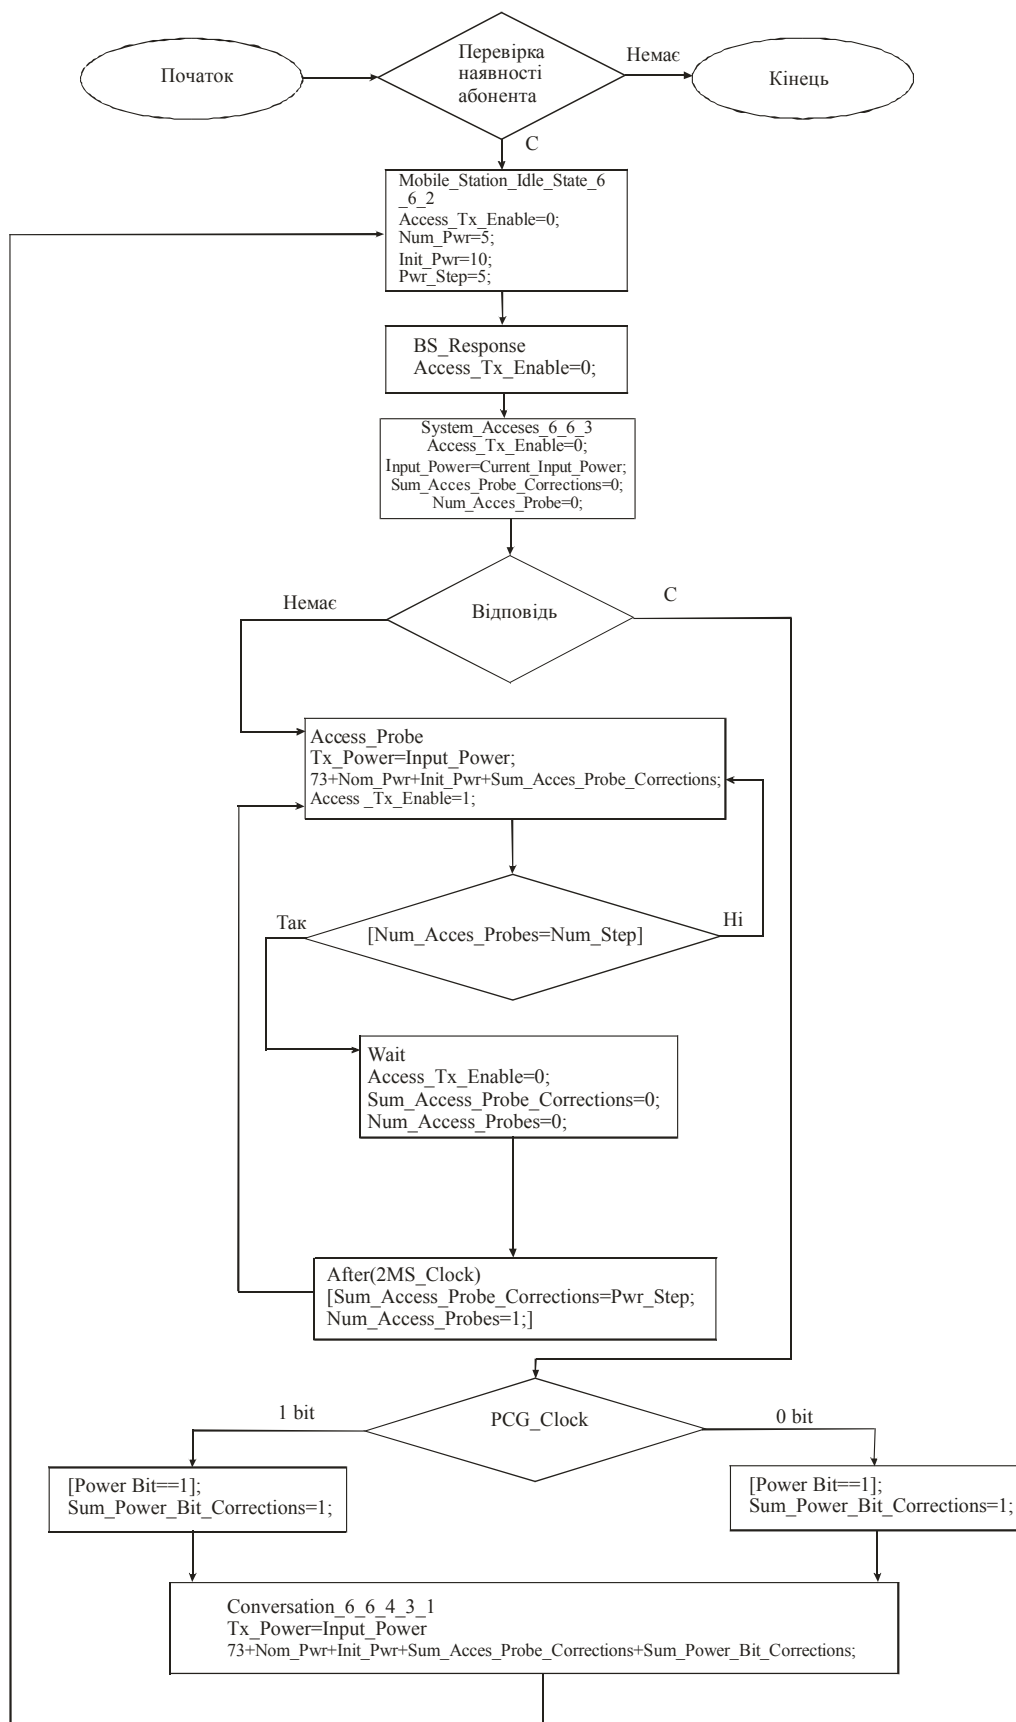 Початок
Перевірка
наявності
абонента
Немає
Кінець
С
Mobile_Station_Idle_State_6
_6_2
Access_Tx_Enable=0;
Num_Pwr=5;
Init_Pwr=10;
Pwr_Step=5;
BS_Response
Access_Tx_Enable=0;
System_Acceses_6_6_3
Access_Tx_Enable=0;
Input_Power=Current_Input_Power;
Sum_Acces_Probe_Corrections=0;
Num_Acces_Probe=0;
Немає
Відповідь
С
Access_Probe
Tx_Power=Input_Power;
73+Nom_Pwr+Init_Pwr+Sum_Acces_Probe_Corrections;
Access _Tx_Enable=1;
Так
[Num_Acces_Probes=Num_Step]
Ні
Wait
Access_Tx_Enable=0;
Sum_Access_Probe_Corrections=0;
Num_Access_Probes=0;
After(2MS_Clock)
[Sum_Access_Probe_Corrections=Pwr_Step;
Num_Access_Probes=1;]
1 bit
PCG_Clock
0 bit
[Power Bit==1];
Sum_Power_Bit_Corrections=1;
[Power Bit==1];
Sum_Power_Bit_Corrections=1;
Conversation_6_6_4_3_1
Tx_Power=Input_Power
73+Nom_Pwr+Init_Pwr+Sum_Acces_Probe_Corrections+Sum_Power_Bit_Corrections;